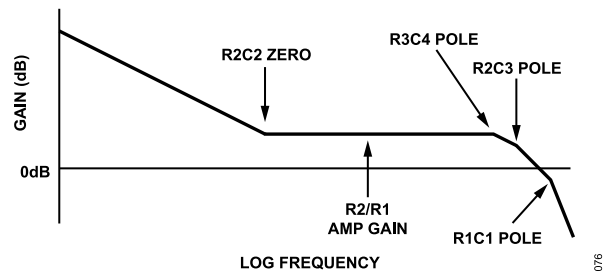 R2C2 ZERO
R3C4 POLE
R2C3 POLE
GAIN (dB)
0dB
R2/R1
AMP GAIN
R1C1 POLE
LOG FREQUENCY
076